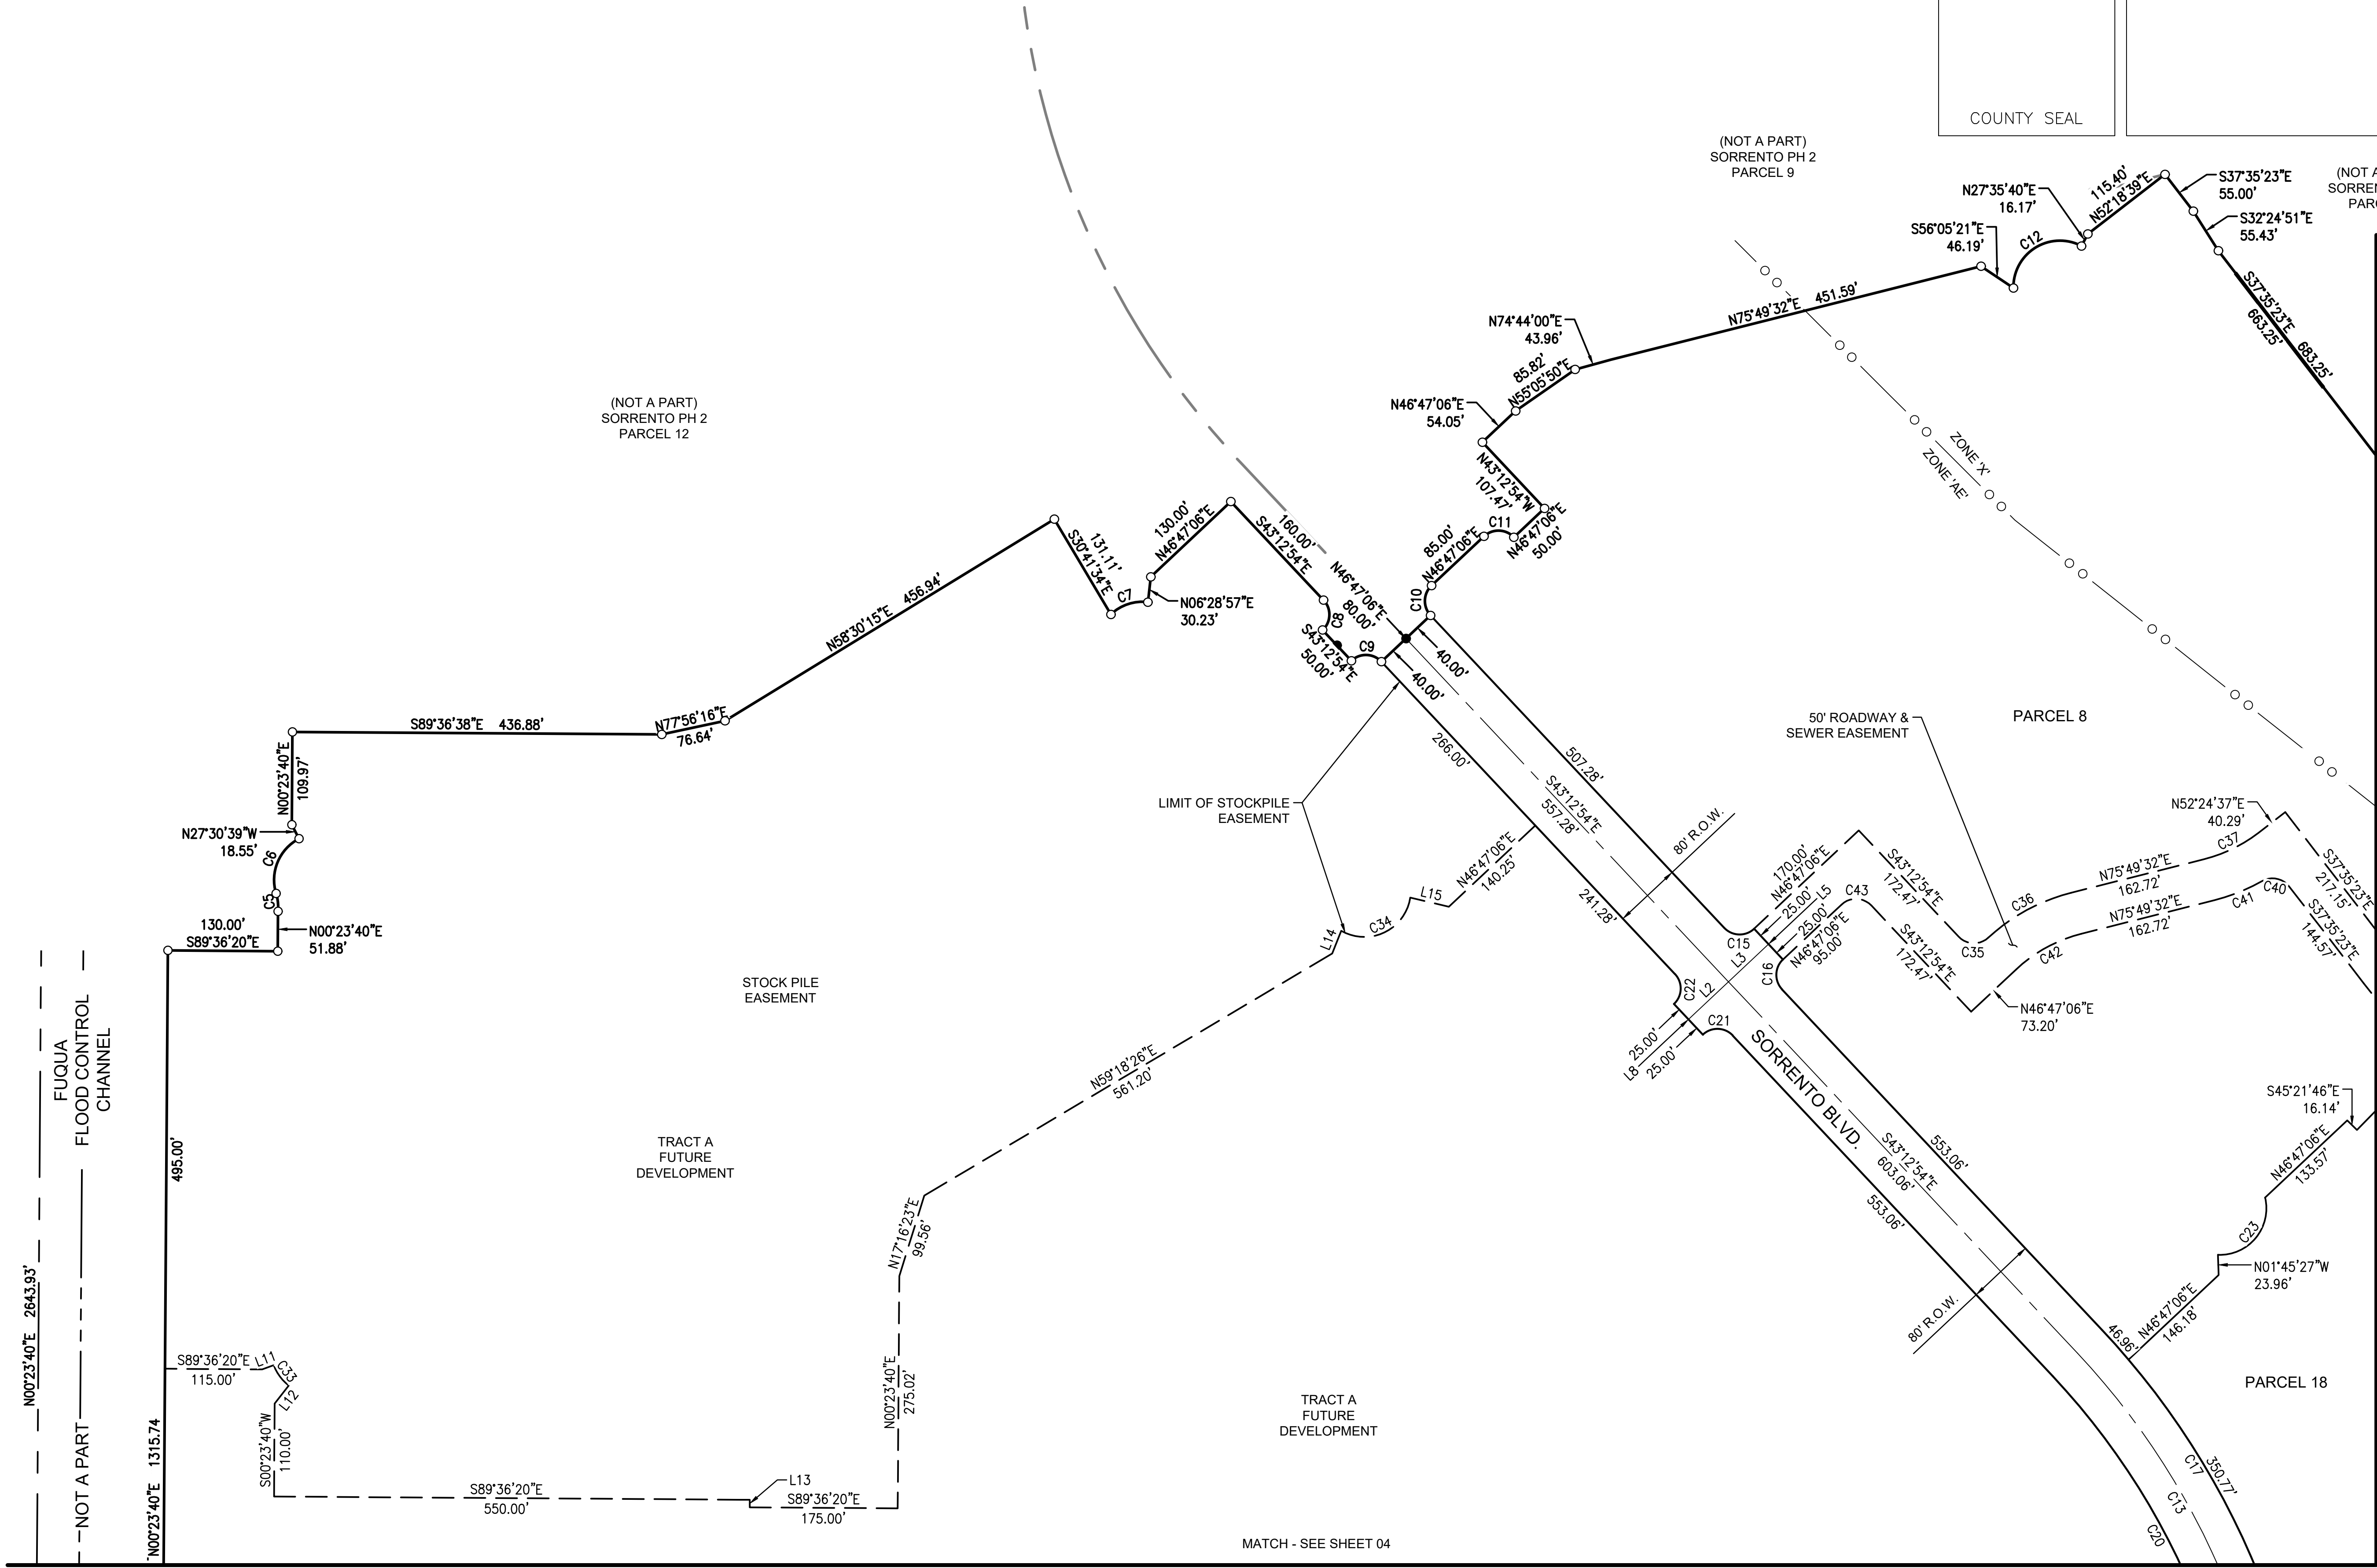 COUNTY SEAL
(NOT A PART)
SORRENTO PH 2
PARCEL 9
(NOT A
SORREN
PARC
N27°35'40"E
16.17'
115.40'
N52°18'39"E
S37°35'23"E
55.00'
S32°24'51"E
55.43'
S56°05'21"E
46.19'
C12
S37°35'23"E
663.25'
683.25'
N75°49'32"E 451.59'
N74°44'00"E
43.96'
85.82'
N55°05'50"E
N46°47'06"E
54.05'
N43°12'54"W
107.47'
N46°47'06"E
50.00'
C11
85.00'
N46°47'06"E
C10
(NOT A PART)
SORRENTO PH 2
PARCEL 12
ZONE 'X'
ZONE 'AE'
130.00'
N46°47'06"E
160.00'
S43°12'54"E
N46°47'06"E
80.00'
131.11'
S30°41'34"E
C7
N06°28'57"E
30.23'
C8
S43°12'54"E
50.00'
C9
40.00'
40.00'
N58°30'15"E 456.94'
S89°36'38"E 436.88'
N77°56'16"E
76.64'
N00°23'40"E
109.97'
N27°30'39"W
18.55'
C6
C5
130.00'
S89°36'20"E
N00°23'40"E
51.88'
PARCEL 8
50' ROADWAY &
SEWER EASEMENT
LIMIT OF STOCKPILE
EASEMENT
266.00'
507.28'
S43°12'54"E
557.28'
80' R.O.W.
N52°24'37"E
40.29'
C37
N75°49'32"E
162.72'
S37°35'23"E
217.15'
170.00'
N46°47'06"E
S43°12'54"E
172.47'
C36
C35
C43
L5
25.00'
25.00'
N46°47'06"E
95.00'
C15
C16
L3
L2
S43°12'54"E
172.47'
C42
N75°49'32"E
162.72'
C41
C40
S37°35'23"E
144.57'
N46°47'06"E
73.20'
L15
N46°47'06"E
140.25'
C34
L14
241.28'
C22
C21
25.00'
25.00'
L8
STOCK PILE
EASEMENT
FUQUA
FLOOD CONTROL
CHANNEL
SORRENTO BLVD.
N59°18'26"E
561.20'
S45°21'46"E
16.14'
N46°47'06"E
133.57'
495.00'
TRACT A
FUTURE
DEVELOPMENT
553.06'
S43°12'54"E
603.06'
553.06'
C23
N01°45'27"W
23.96'
N17°16'23"E
99.56'
N00°23'40"E 2643.93'
80' R.O.W.
N46°47'06"E
146.18'
46.96'
S89°36'20"E
115.00'
L11
C33
L12
N00°23'40"E
275.02'
PARCEL 18
TRACT A
FUTURE
DEVELOPMENT
S00°23'40"W
110.00'
NOT A PART
N00°23'40"E 1315.74
S89°36'20"E
550.00'
L13
S89°36'20"E
175.00'
C17
350.77'
C13
C20
MATCH - SEE SHEET 04